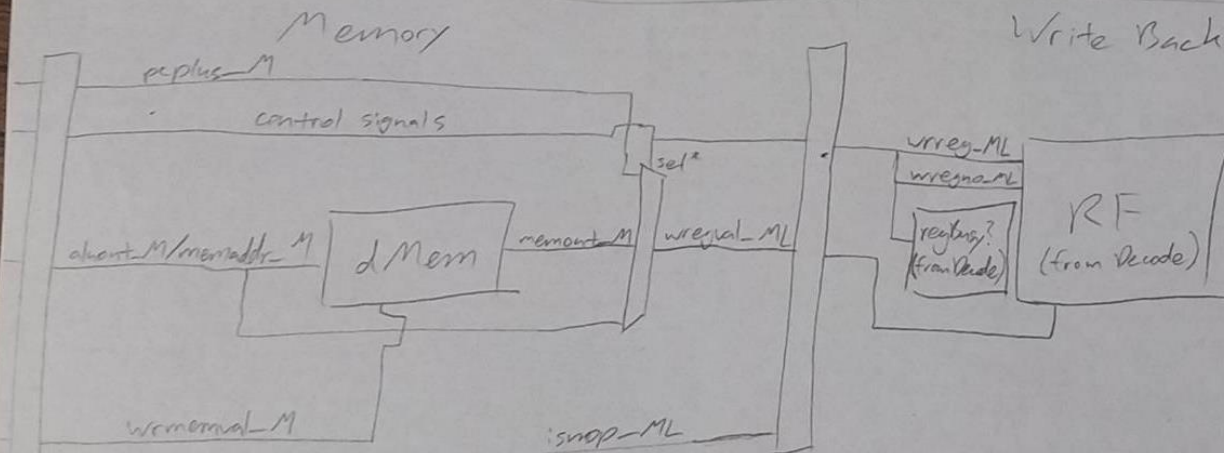 Memory
Write Back
pcplus_M
control signals
sel*
wrreg_ML
wregno_ML
RF
(from Decode)
regbusy?
(from Decode)
aluout_M/memaddr_M
dMem
memout_M
wregval_ML
wrmemval_M
isnop_ML